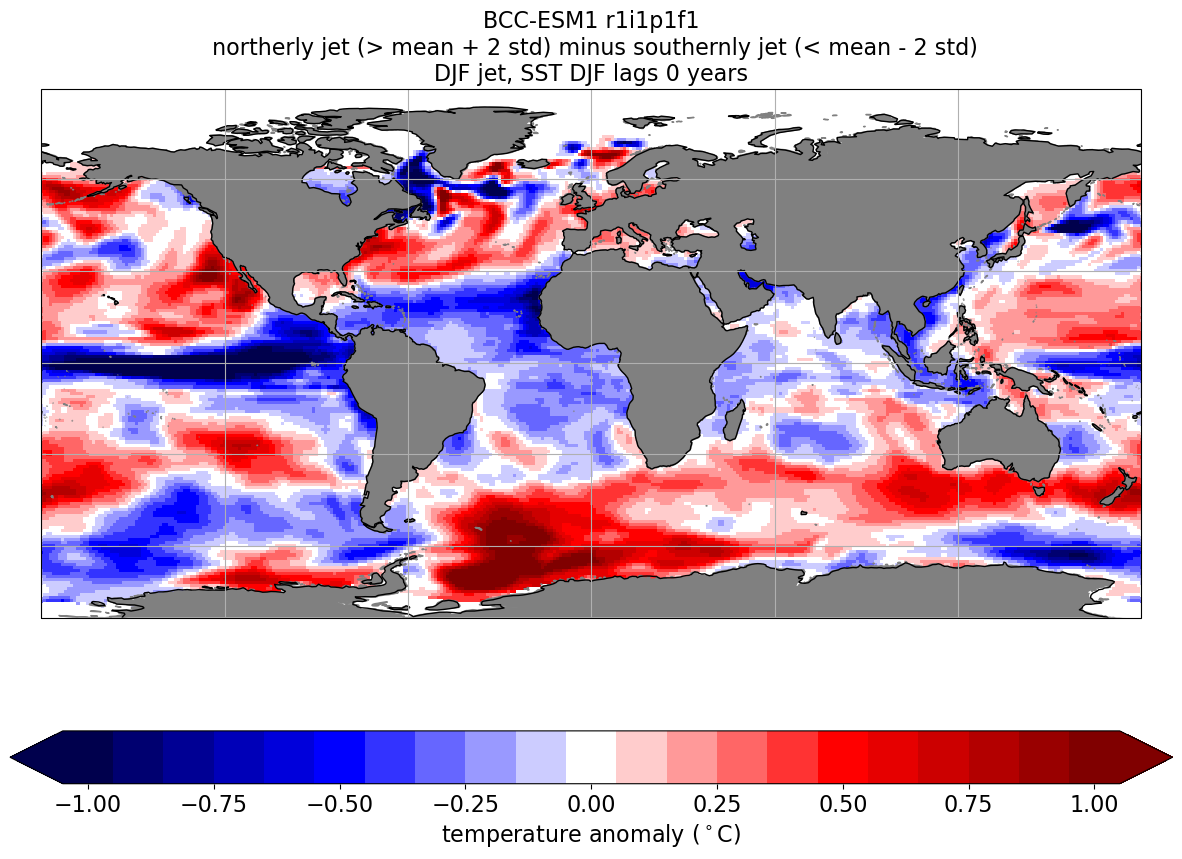 BCC-ESM1 r1i1p1f1
northerly jet (> mean + 2 std) minus southernly jet (< mean - 2 std)
DJF jet, SST DJF lags 0 years
−1.00 −0.75 −0.50 −0.25 0.00 0.25 0.50 0.75 1.00
temperature anomaly (°C)